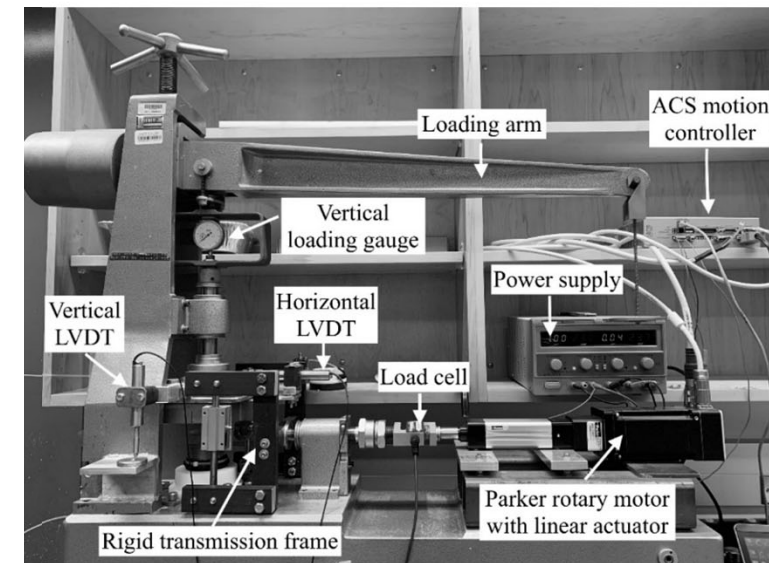 ACS motion
controller
Loading arm
Vertical
loading gauge
Power supply
Vertical
LVDT
Horizontal
LVDT
Load cell
Rigid transmission frame
Parker rotary motor
with linear actuator